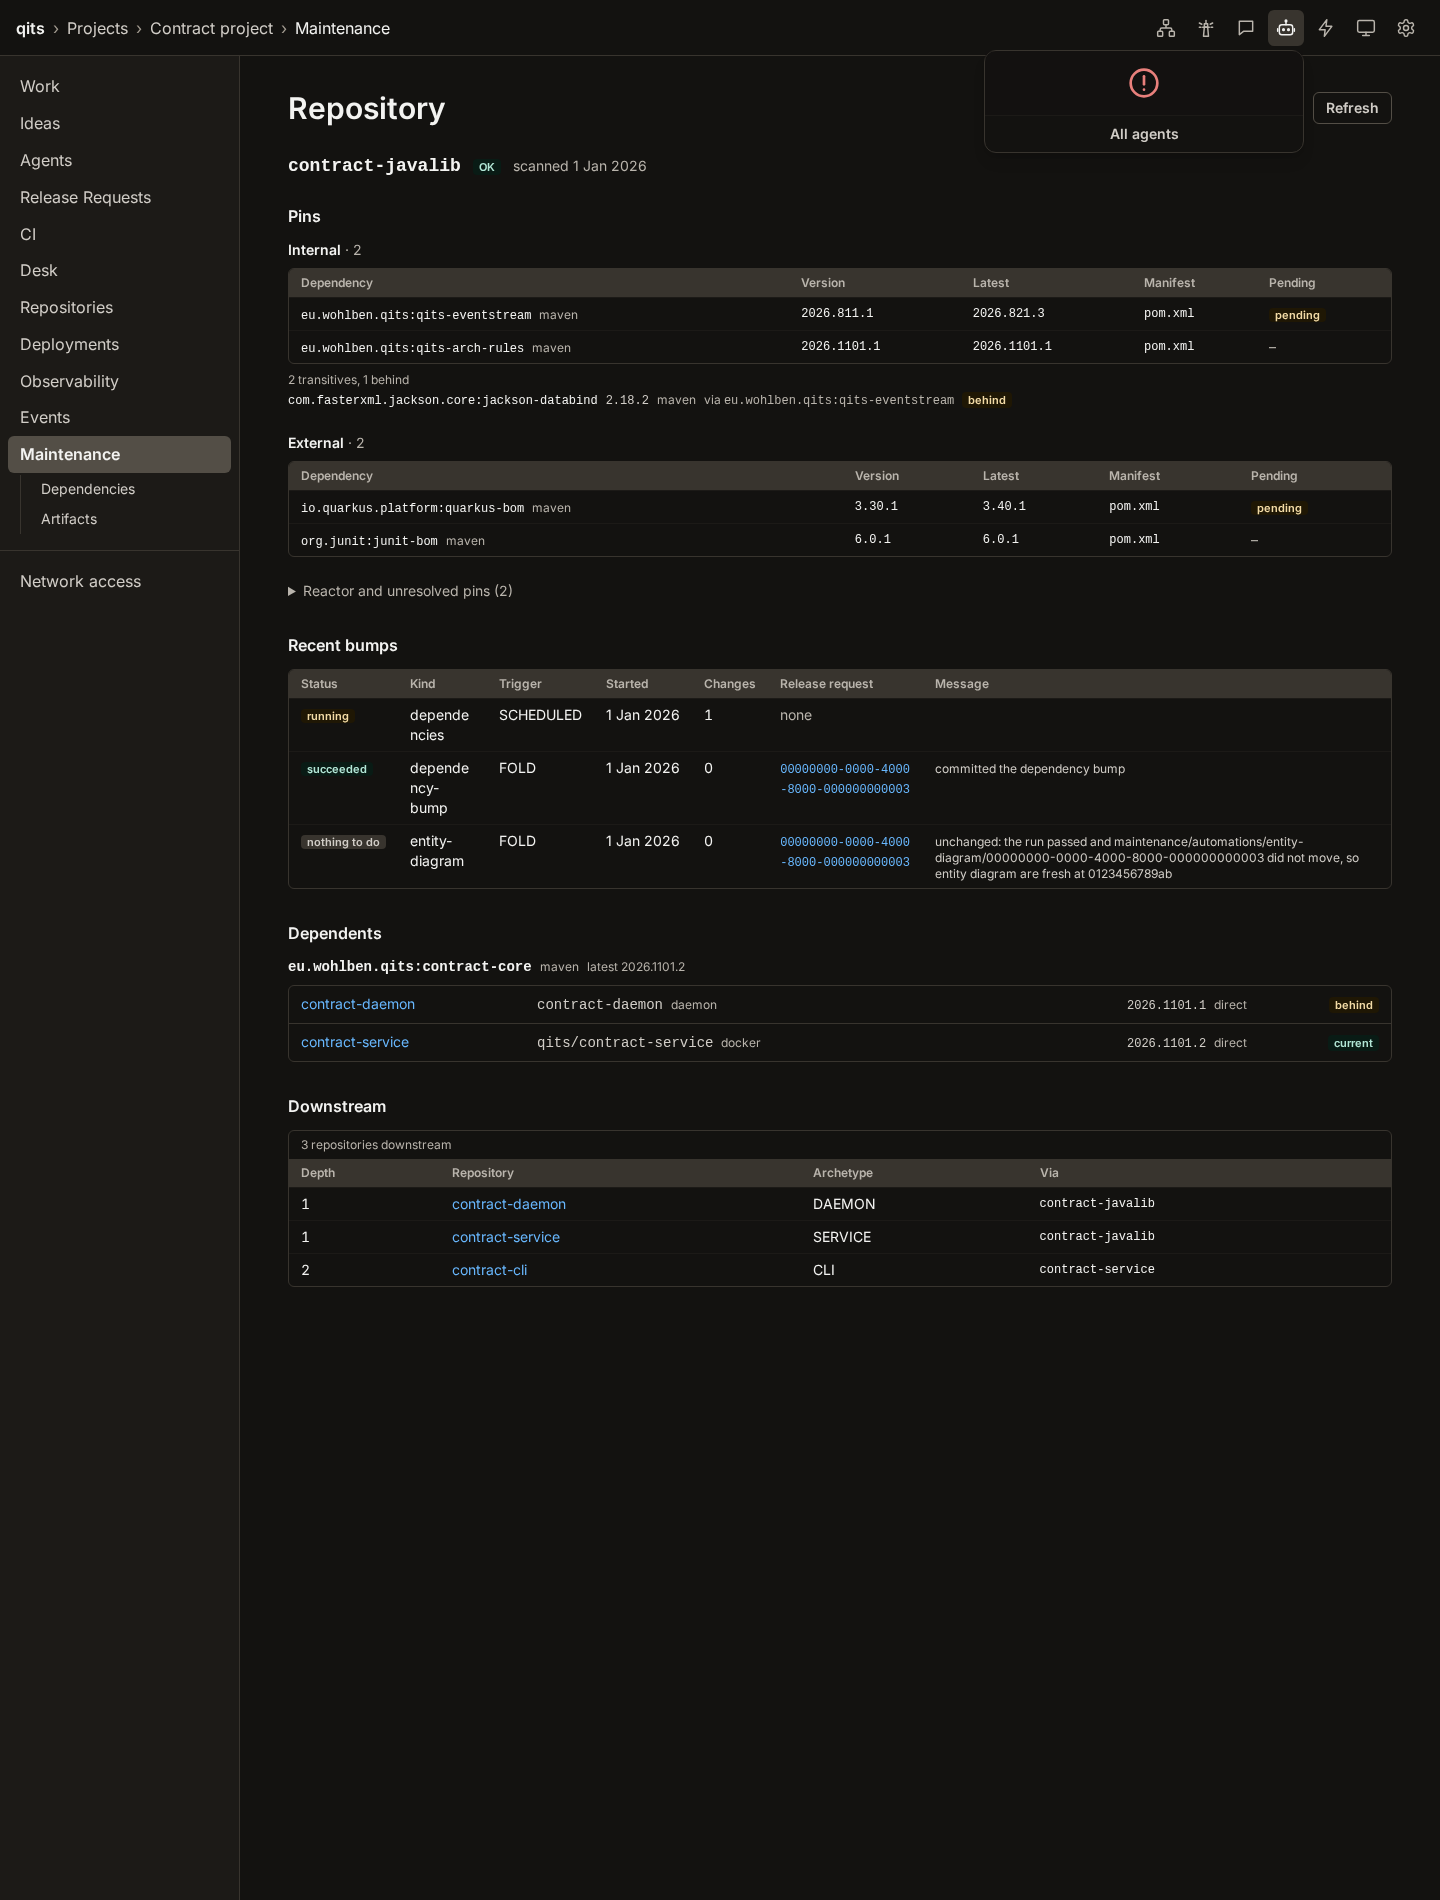 qits › Projects › Contract project › Maintenance
Work
Ideas
Agents
Release Requests
CI
Desk
Repositories
Deployments
Observability
Events
Maintenance
Dependencies
Artifacts
Network access
All agents
Repository
Refresh
contract-javalib OK scanned 1 Jan 2026
Pins
Internal · 2
Dependency Version Latest Manifest Pending
eu.wohlben.qits:qits-eventstream maven 2026.811.1 2026.821.3 pom.xml pending
eu.wohlben.qits:qits-arch-rules maven 2026.1101.1 2026.1101.1 pom.xml –
2 transitives, 1 behind
com.fasterxml.jackson.core:jackson-databind 2.18.2 maven via eu.wohlben.qits:qits-eventstream behind
External · 2
Dependency Version Latest Manifest Pending
io.quarkus.platform:quarkus-bom maven 3.30.1 3.40.1 pom.xml pending
org.junit:junit-bom maven 6.0.1 6.0.1 pom.xml –
Reactor and unresolved pins (2)
Recent bumps
Status Kind Trigger Started Changes Release request Message
running depende SCHEDULED 1 Jan 2026 1 none
ncies
succeeded depende FOLD 1 Jan 2026 0 00000000-0000-4000 committed the dependency bump
ncy- -8000-000000000003
bump
nothing to do entity- FOLD 1 Jan 2026 0 00000000-0000-4000 unchanged: the run passed and maintenance/automations/entity-
diagram -8000-000000000003 diagram/00000000-0000-4000-8000-000000000003 did not move, so
entity diagram are fresh at 0123456789ab
Dependents
eu.wohlben.qits:contract-core maven latest 2026.1101.2
contract-daemon contract-daemon daemon 2026.1101.1 direct behind
contract-service qits/contract-service docker 2026.1101.2 direct current
Downstream
3 repositories downstream
Depth Repository Archetype Via
1 contract-daemon DAEMON contract-javalib
1 contract-service SERVICE contract-javalib
2 contract-cli CLI contract-service